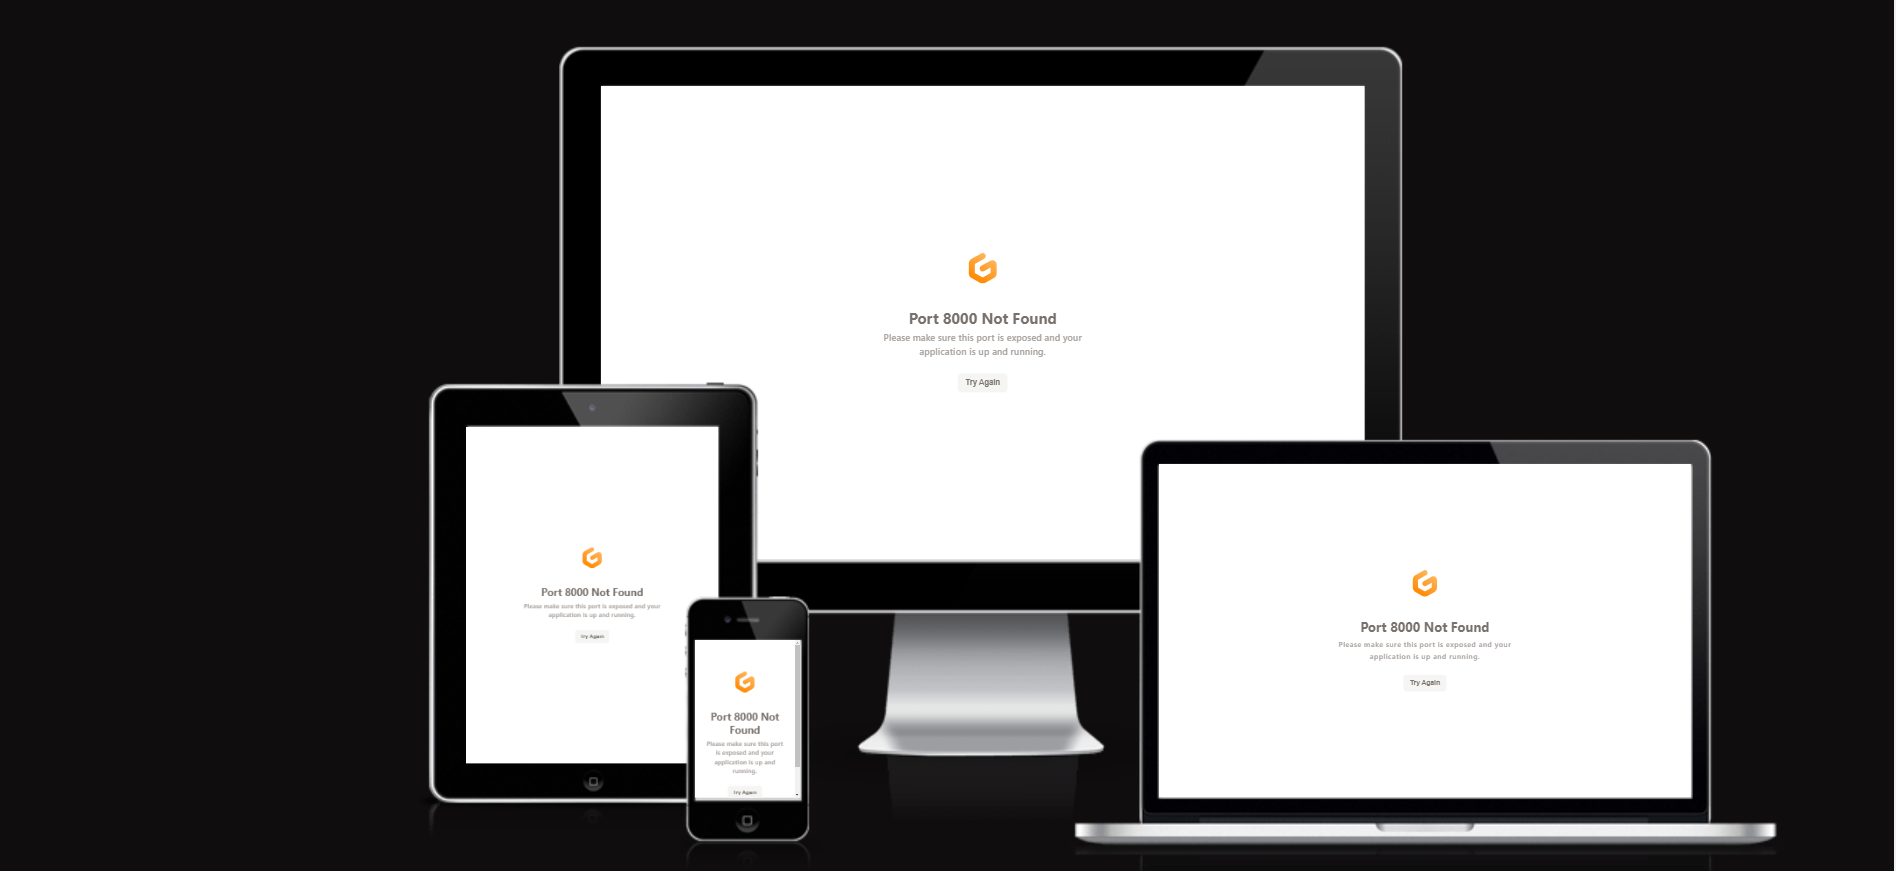 Port 8000 Not Found
Please make sure this port is exposed and your
application is up and running.
Try Again
Port 8000 Not Found
Please make sure this port is exposed and your
application is up and running.
Try Again
Port 8000 Not
Found
Please make sure this port
is exposed and your
application is up and
running.
Try Again
Port 8000 Not Found
Please make sure this port is exposed and your
application is up and running.
Try Again